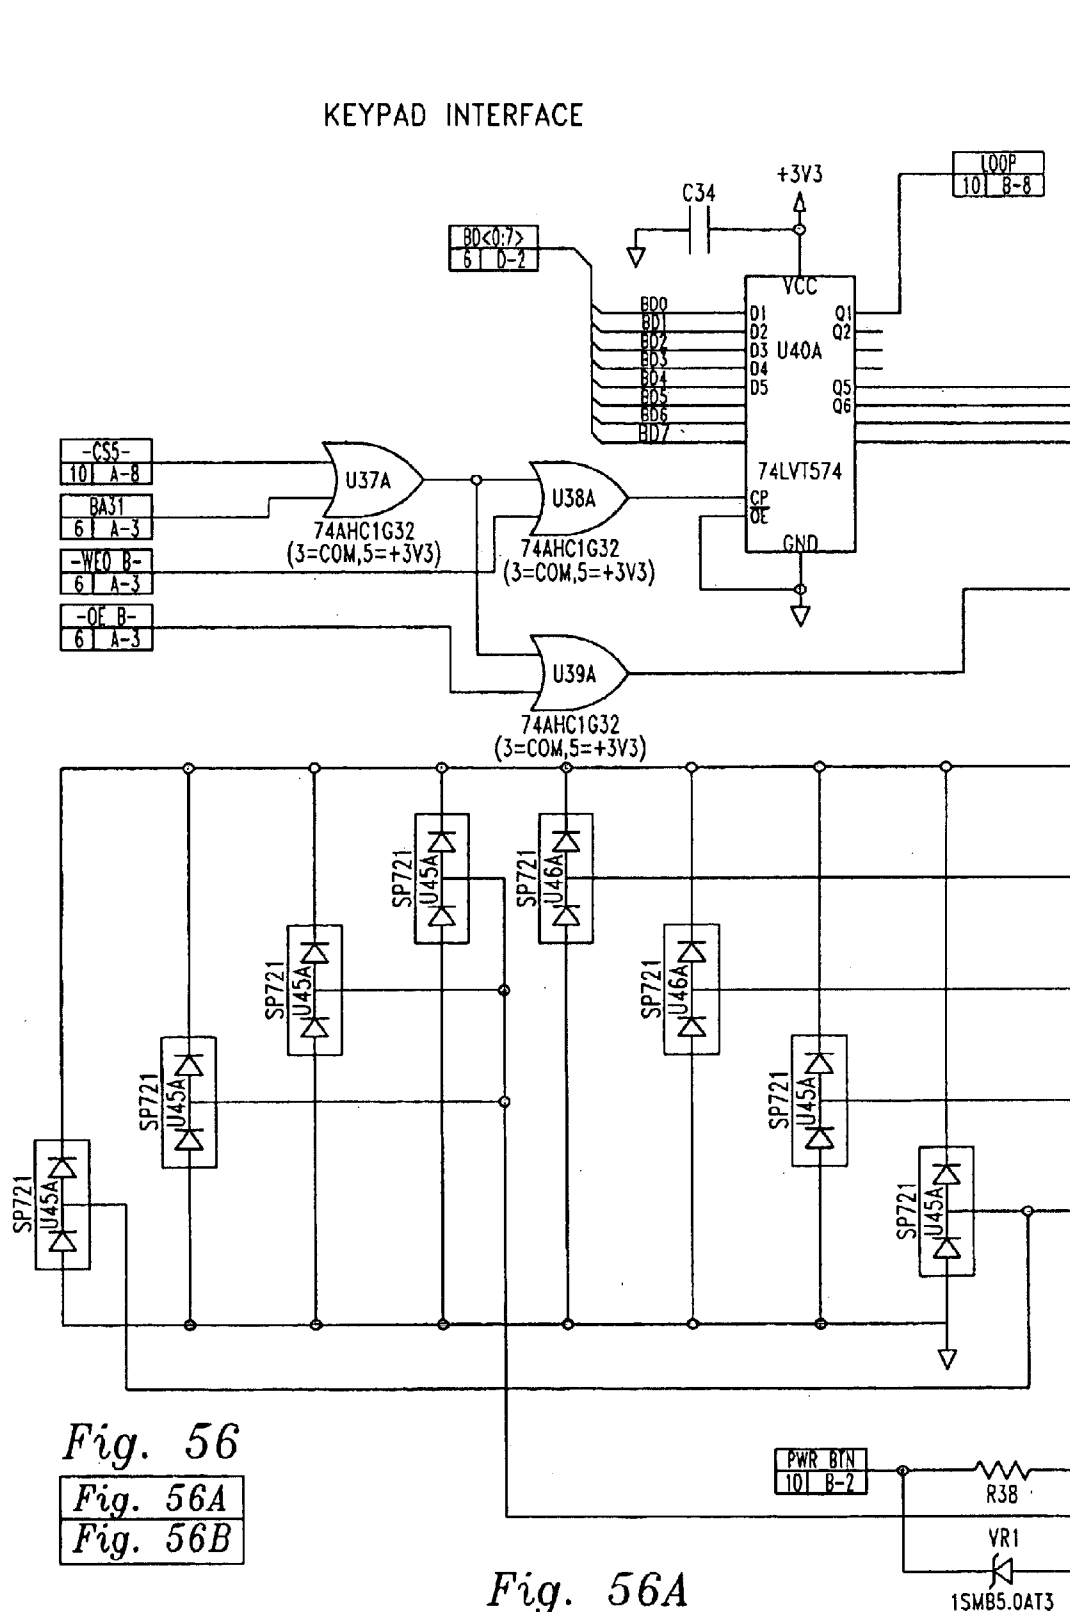 KEYPAD INTERFACE
LOOP
10 B-8
+3V3
C34
BD<0:7>
6 D-2
VCC
BD0
BD1
BD2
BD3
BD4
BD5
BD6
BD7
D1
D2
D3
D4
D5
U40A
Q1
Q2
Q5
Q6
74LVT574
CP
OE
GND
-CS5-
10 A-8
BA31
6 A-3
-WE0 B-
6 A-3
-OE B-
6 A-3
U37A
74AHC1G32
(3=COM,5=+3V3)
U38A
74AHC1G32
(3=COM,5=+3V3)
U39A
74AHC1G32
(3=COM,5=+3V3)
SP721
U45A
SP721
U46A
SP721
U45A
SP721
U46A
SP721
U45A
SP721
U45A
SP721
U45A
SP721
U45A
Fig. 56
Fig. 56A
Fig. 56B
PWR BTN
10 B-2
R38
VR1
1SMB5.0AT3
Fig. 56A